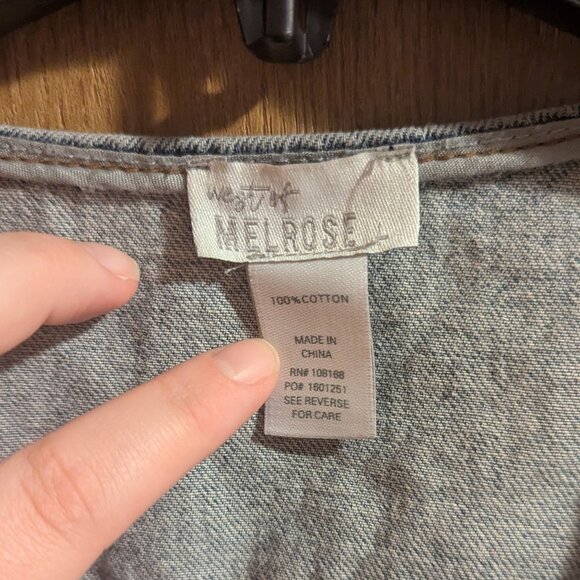 west of
MELROSE
100% COTTON
MADE IN
CHINA
RN# 108168
PO# 1601251
SEE REVERSE
FOR CARE